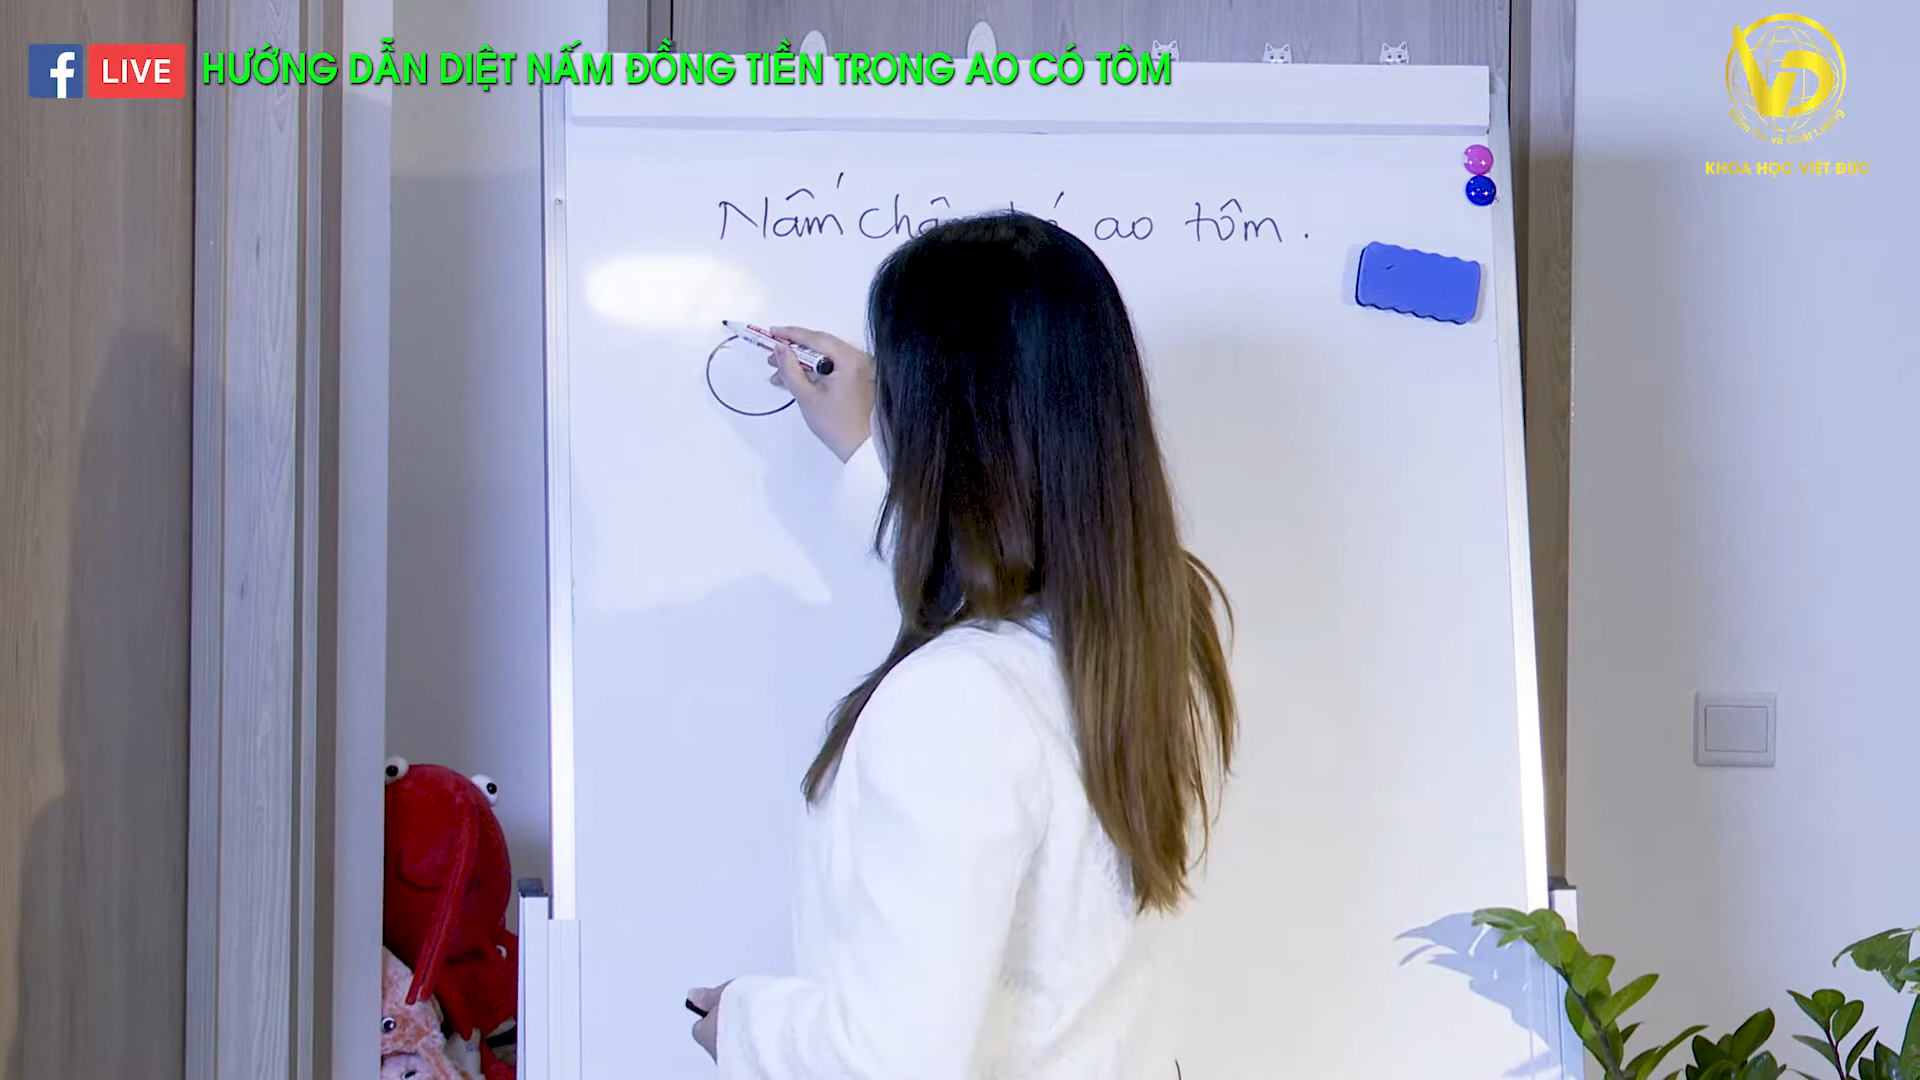 LIVE HƯỚNG DẪN DIỆT NẤM ĐỒNG TIỀN TRONG AO CÓ TÔM
KHOA HỌC VIỆT ĐỨC
Nấm ao tôm.